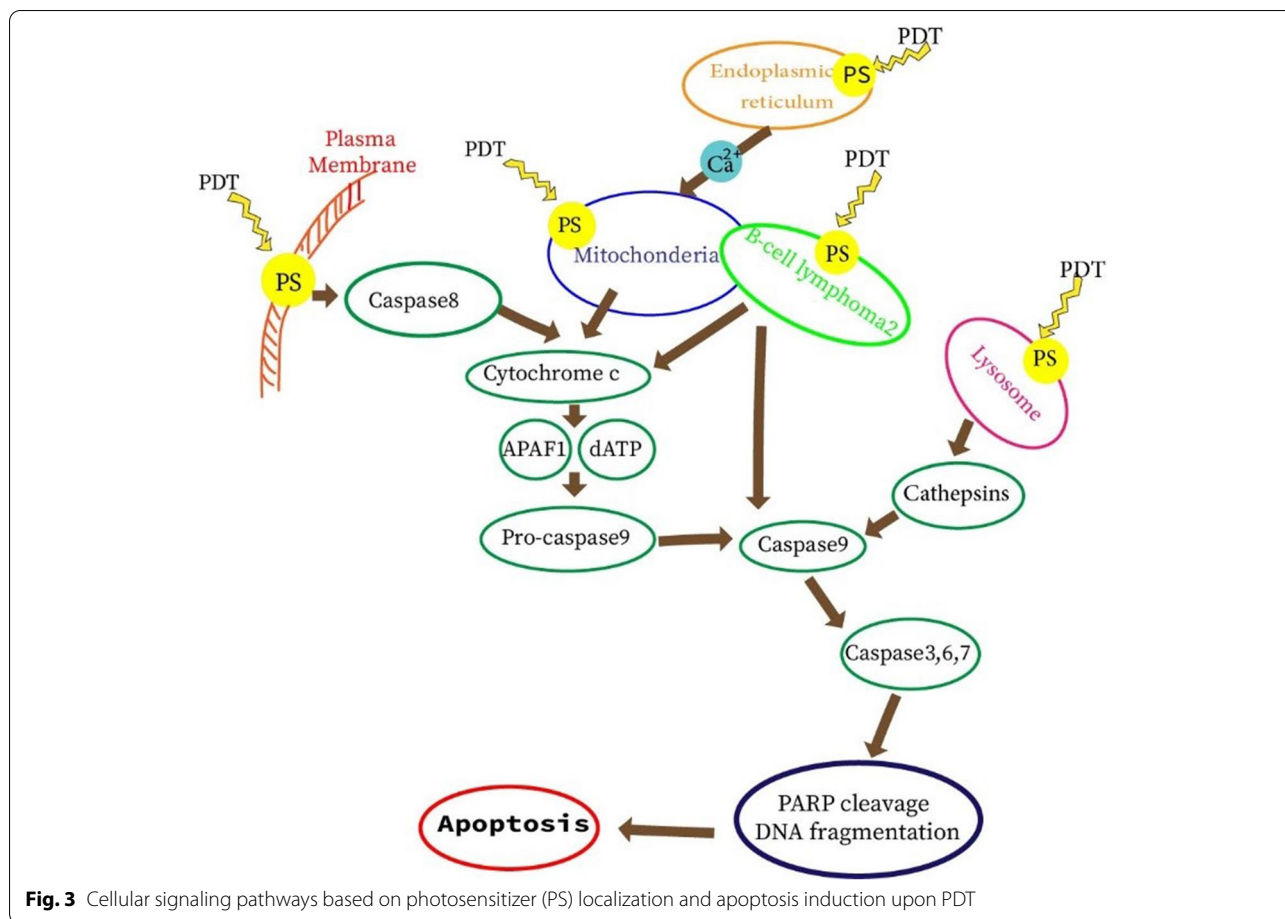 PDT
Endoplasmic
reticulum
PS
Plasma
Membrane
PDT
PDT
PDT
Ca2+
PS
PS
PS
Mitochonderia
B-cell lymphoma2
Caspase8
PDT
PS
Lysosome
Cytochrome c
APAF1
dATP
Cathepsins
Pro-caspase9
Caspase9
Caspase3,6,7
PARP cleavage
DNA fragmentation
Apoptosis
Fig. 3 Cellular signaling pathways based on photosensitizer (PS) localization and apoptosis induction upon PDT